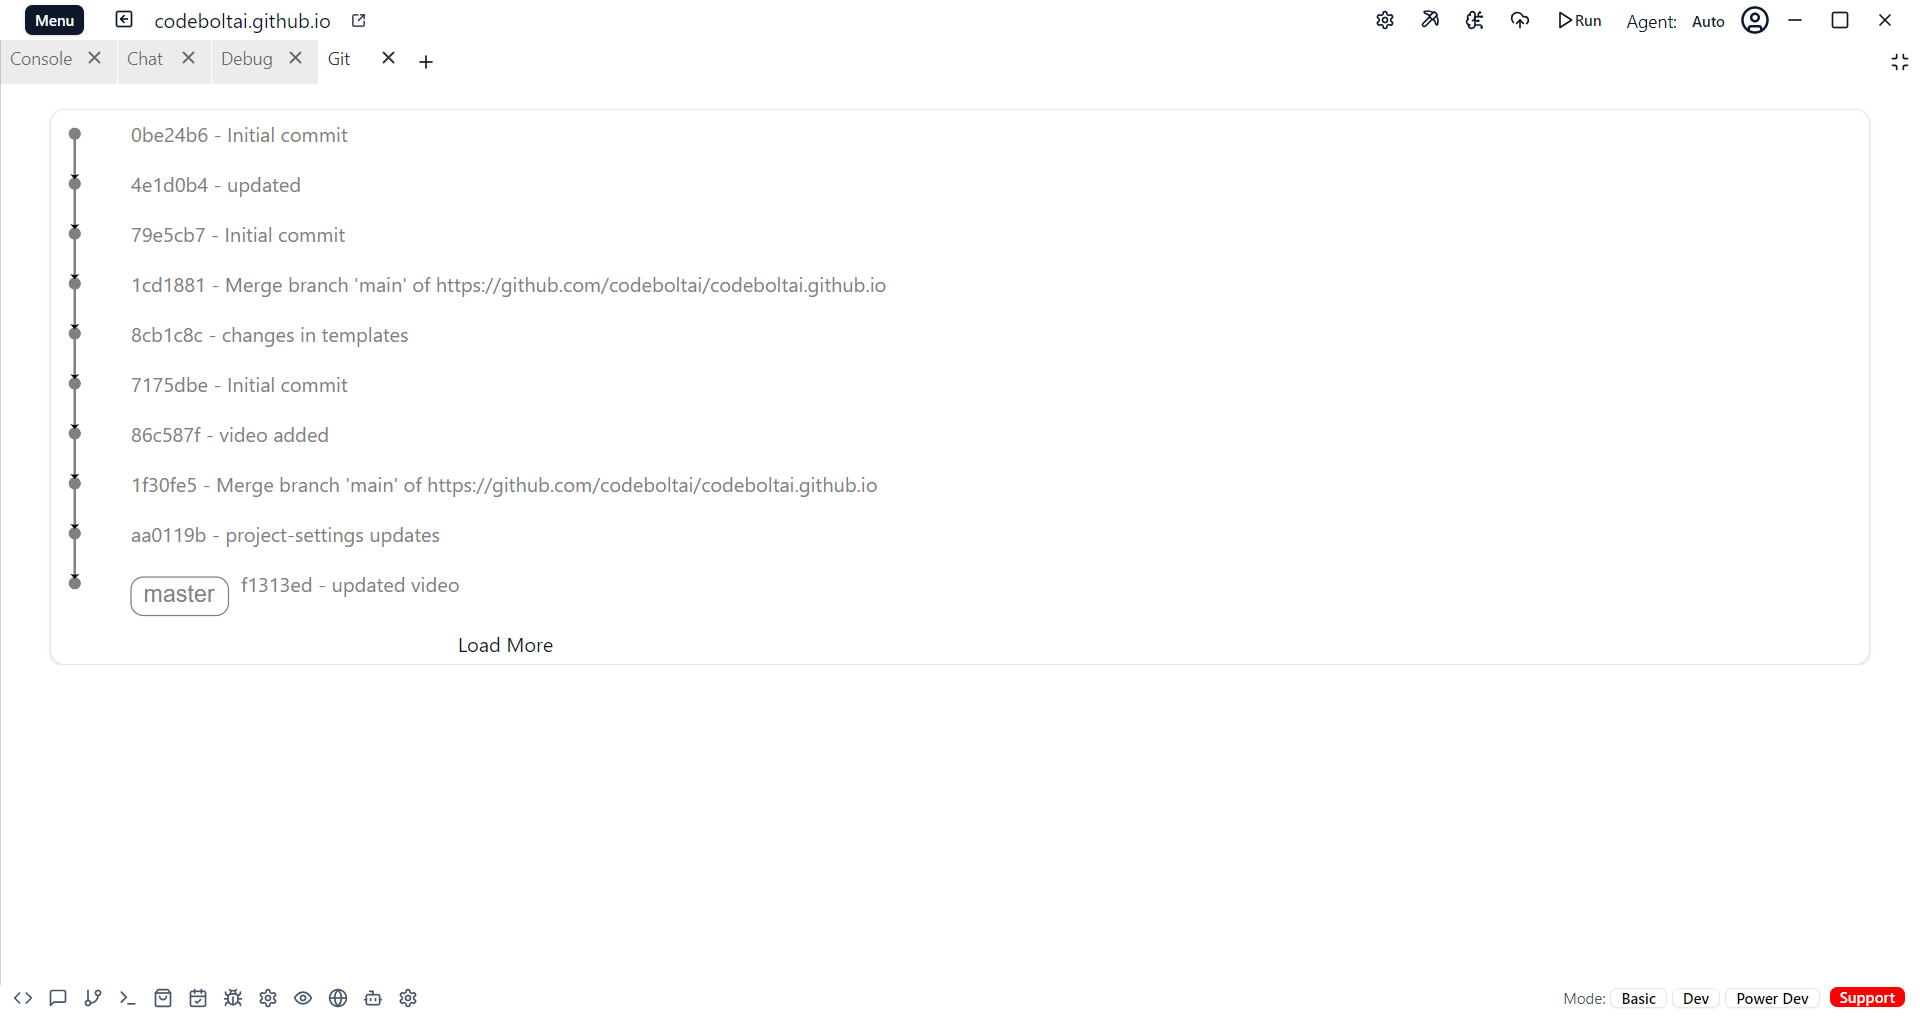 Menu codeboltai.github.io Run Agent: Auto
Console Chat Debug Git
0be24b6 - Initial commit
4e1d0b4 - updated
79e5cb7 - Initial commit
1cd1881 - Merge branch 'main' of https://github.com/codeboltai/codeboltai.github.io
8cb1c8c - changes in templates
7175dbe - Initial commit
86c587f - video added
1f30fe5 - Merge branch 'main' of https://github.com/codeboltai/codeboltai.github.io
aa0119b - project-settings updates
master f1313ed - updated video
Load More
Mode: Basic Dev Power Dev Support